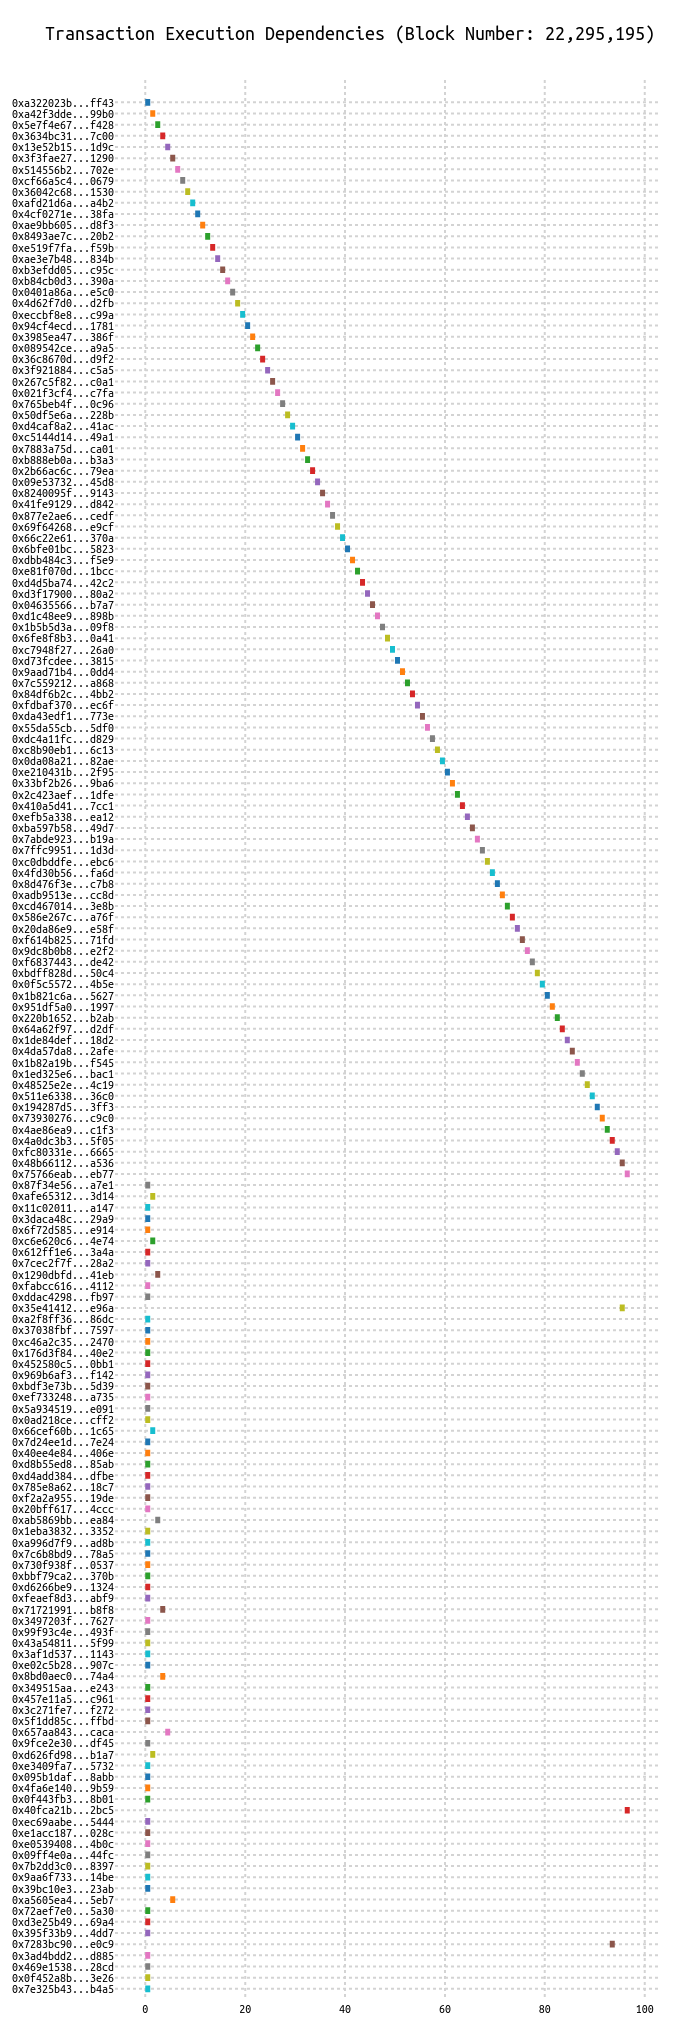 Transaction Execution Dependencies (Block Number: 22,295,195)
0xa322023b...ff43
0xa42f3dde...99b0
0x5e7f4e67...f428
0x3634bc31...7c00
0x13e52b15...1d9c
0x3f3fae27...1290
0x514556b2...702e
0xcf66a5c4...0679
0x36042c68...1530
0xafd21d6a...a4b2
0x4cf0271e...38fa
0xae9bb605...d8f3
0x8493ae7c...20b2
0xe519f7fa...f59b
0xae3e7b48...834b
0xb3efdd05...c95c
0xb84cb0d3...390a
0x0401a86a...e5c0
0x4d62f7d0...d2fb
0xeccbf8e8...c99a
0x94cf4ecd...1781
0x3985ea47...386f
0x089542ce...a9a5
0x36c8670d...d9f2
0x3f921884...c5a5
0x267c5f82...c0a1
0x021f3cf4...c7fa
0x765beb4f...0c96
0x50df5e6a...228b
0xd4caf8a2...41ac
0xc5144d14...49a1
0x7883a75d...ca01
0xb888eb0a...b3a3
0x2b66ac6c...79ea
0x09e53732...45d8
0x8240095f...9143
0x41fe9129...d842
0x877e2ae6...cedf
0x69f64268...e9cf
0x66c22e61...370a
0x6bfe01bc...5823
0xdbb484c3...f5e9
0xe81f070d...1bcc
0xd4d5ba74...42c2
0xd3f17900...80a2
0x04635566...b7a7
0xd1c48ee9...898b
0x1b5b5d3a...09f8
0x6fe8f8b3...0a41
0xc7948f27...26a0
0xd73fcdee...3815
0x9aad71b4...0dd4
0x7c559212...a868
0x84df6b2c...4bb2
0xfdbaf370...ec6f
0xda43edf1...773e
0x55da55cb...5df0
0xdc4a11fc...d829
0xc8b90eb1...6c13
0x0da08a21...82ae
0xe210431b...2f95
0x33bf2b26...9ba6
0x2c423aef...1dfe
0x410a5d41...7cc1
0xefb5a338...ea12
0xba597b58...49d7
0x7abde923...b19a
0x7ffc9951...1d3d
0xc0dbddfe...ebc6
0x4fd30b56...fa6d
0x8d476f3e...c7b8
0xadb9513e...cc8d
0xcd467014...3e8b
0x586e267c...a76f
0x20da86e9...e58f
0xf614b825...71fd
0x9dc8b0b8...e2f2
0xf6837443...de42
0xbdff828d...50c4
0x0f5c5572...4b5e
0x1b821c6a...5627
0x951df5a0...1997
0x220b1652...b2ab
0x64a62f97...d2df
0x1de84def...18d2
0x4da57da8...2afe
0x1b82a19b...f545
0x1ed325e6...bac1
0x48525e2e...4c19
0x511e6338...36c0
0x194287d5...3ff3
0x73930276...c9c0
0x4ae86ea9...c1f3
0x4a0dc3b3...5f05
0xfc80331e...6665
0x48b66112...a536
0x75766eab...eb77
0x87f34e56...a7e1
0xafe65312...3d14
0x11c02011...a147
0x3daca48c...29a9
0x6f72d585...e914
0xc6e620c6...4e74
0x612ff1e6...3a4a
0x7cec2f7f...28a2
0x1290dbfd...41eb
0xfabcc616...4112
0xddac4298...fb97
0x35e41412...e96a
0xa2f8ff36...86dc
0x37038fbf...7597
0xc46a2c35...2470
0x176d3f84...40e2
0x452580c5...0bb1
0x969b6af3...f142
0xbdf3e73b...5d39
0xef733248...a735
0x5a934519...e091
0x0ad218ce...cff2
0x66cef60b...1c65
0x7d24ee1d...7e24
0x40ee4e84...406e
0xd8b55ed8...85ab
0xd4add384...dfbe
0x785e8a62...18c7
0xf2a2a955...19de
0x20bff617...4ccc
0xab5869bb...ea84
0x1eba3832...3352
0xa996d7f9...ad8b
0x7c6b8bd9...78a5
0x730f938f...0537
0xbbf79ca2...370b
0xd6266be9...1324
0xfeaef8d3...abf9
0x71721991...b8f8
0x3497203f...7627
0x99f93c4e...493f
0x43a54811...5f99
0x3af1d537...1143
0xe02c5b28...907c
0x8bd0aec0...74a4
0x349515aa...e243
0x457e11a5...c961
0x3c271fe7...f272
0x5f1dd85c...ffbd
0x657aa843...caca
0x9fce2e30...df45
0xd626fd98...b1a7
0xe3409fa7...5732
0x095b1daf...8abb
0x4fa6e140...9b59
0x0f443fb3...8b01
0x40fca21b...2bc5
0xec69aabe...5444
0xe1acc187...028c
0xe0539408...4b0c
0x09ff4e0a...44fc
0x7b2dd3c0...8397
0x9aa6f733...14be
0x39bc10e3...23ab
0xa5605ea4...5eb7
0x72aef7e0...5a30
0xd3e25b49...69a4
0x395f33b9...4dd7
0x7283bc90...e0c9
0x3ad4bdd2...d885
0x469e1538...28cd
0x0f452a8b...3e26
0x7e325b43...b4a5
0 20 40 60 80 100